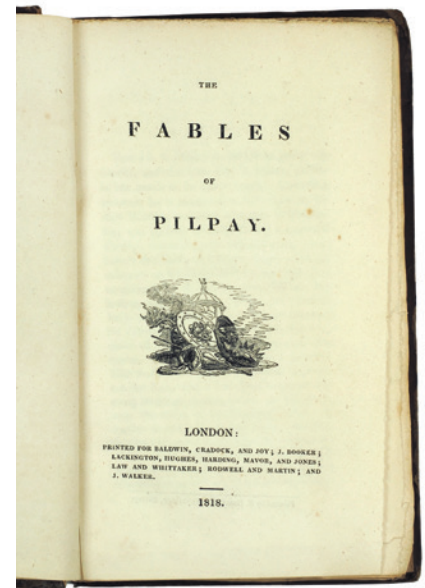 THE
FABLES
OF
PILPAY.
LONDON:
PRINTED FOR BALDWIN, CRADOCK, AND JOY; J. BOOKER;
LACKINGTON, HUGHES, HARDING, MAVOR, AND JONES;
LAW AND WHITTAKER; RODWELL AND MARTIN; AND
J. WALKER.
1818.